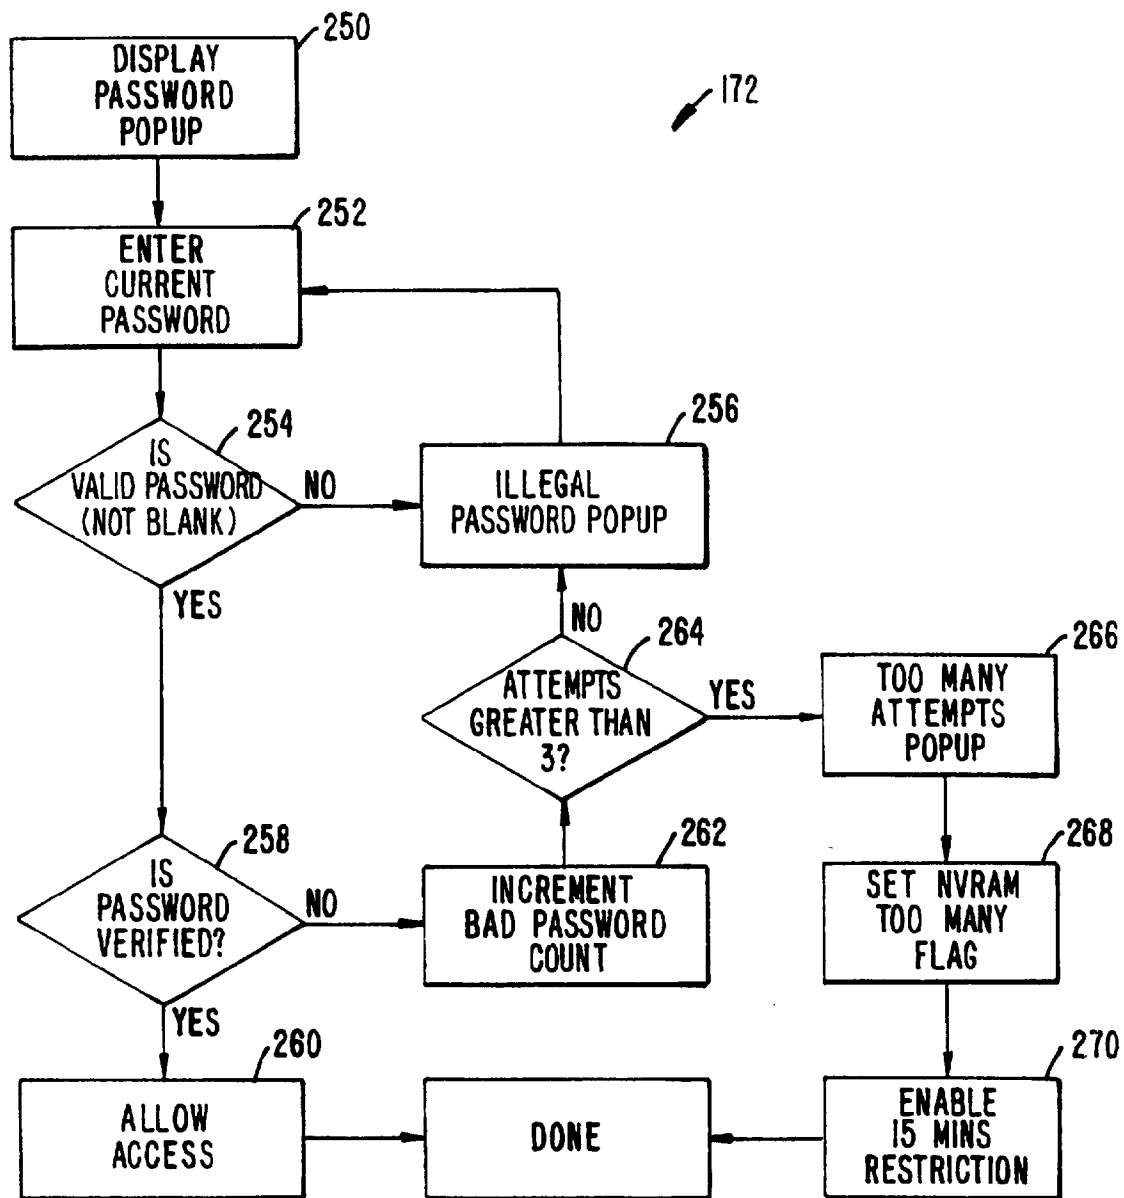 250
DISPLAY
PASSWORD
POPUP
172
252
ENTER
CURRENT
PASSWORD
254
IS
VALID PASSWORD
(NOT BLANK)
NO
YES
256
ILLEGAL
PASSWORD POPUP
NO
264
ATTEMPTS
GREATER THAN
3?
YES
266
TOO MANY
ATTEMPTS
POPUP
258
IS
PASSWORD
VERIFIED?
NO
YES
262
INCREMENT
BAD PASSWORD
COUNT
268
SET NVRAM
TOO MANY
FLAG
260
ALLOW
ACCESS
DONE
270
ENABLE
15 MINS
RESTRICTION